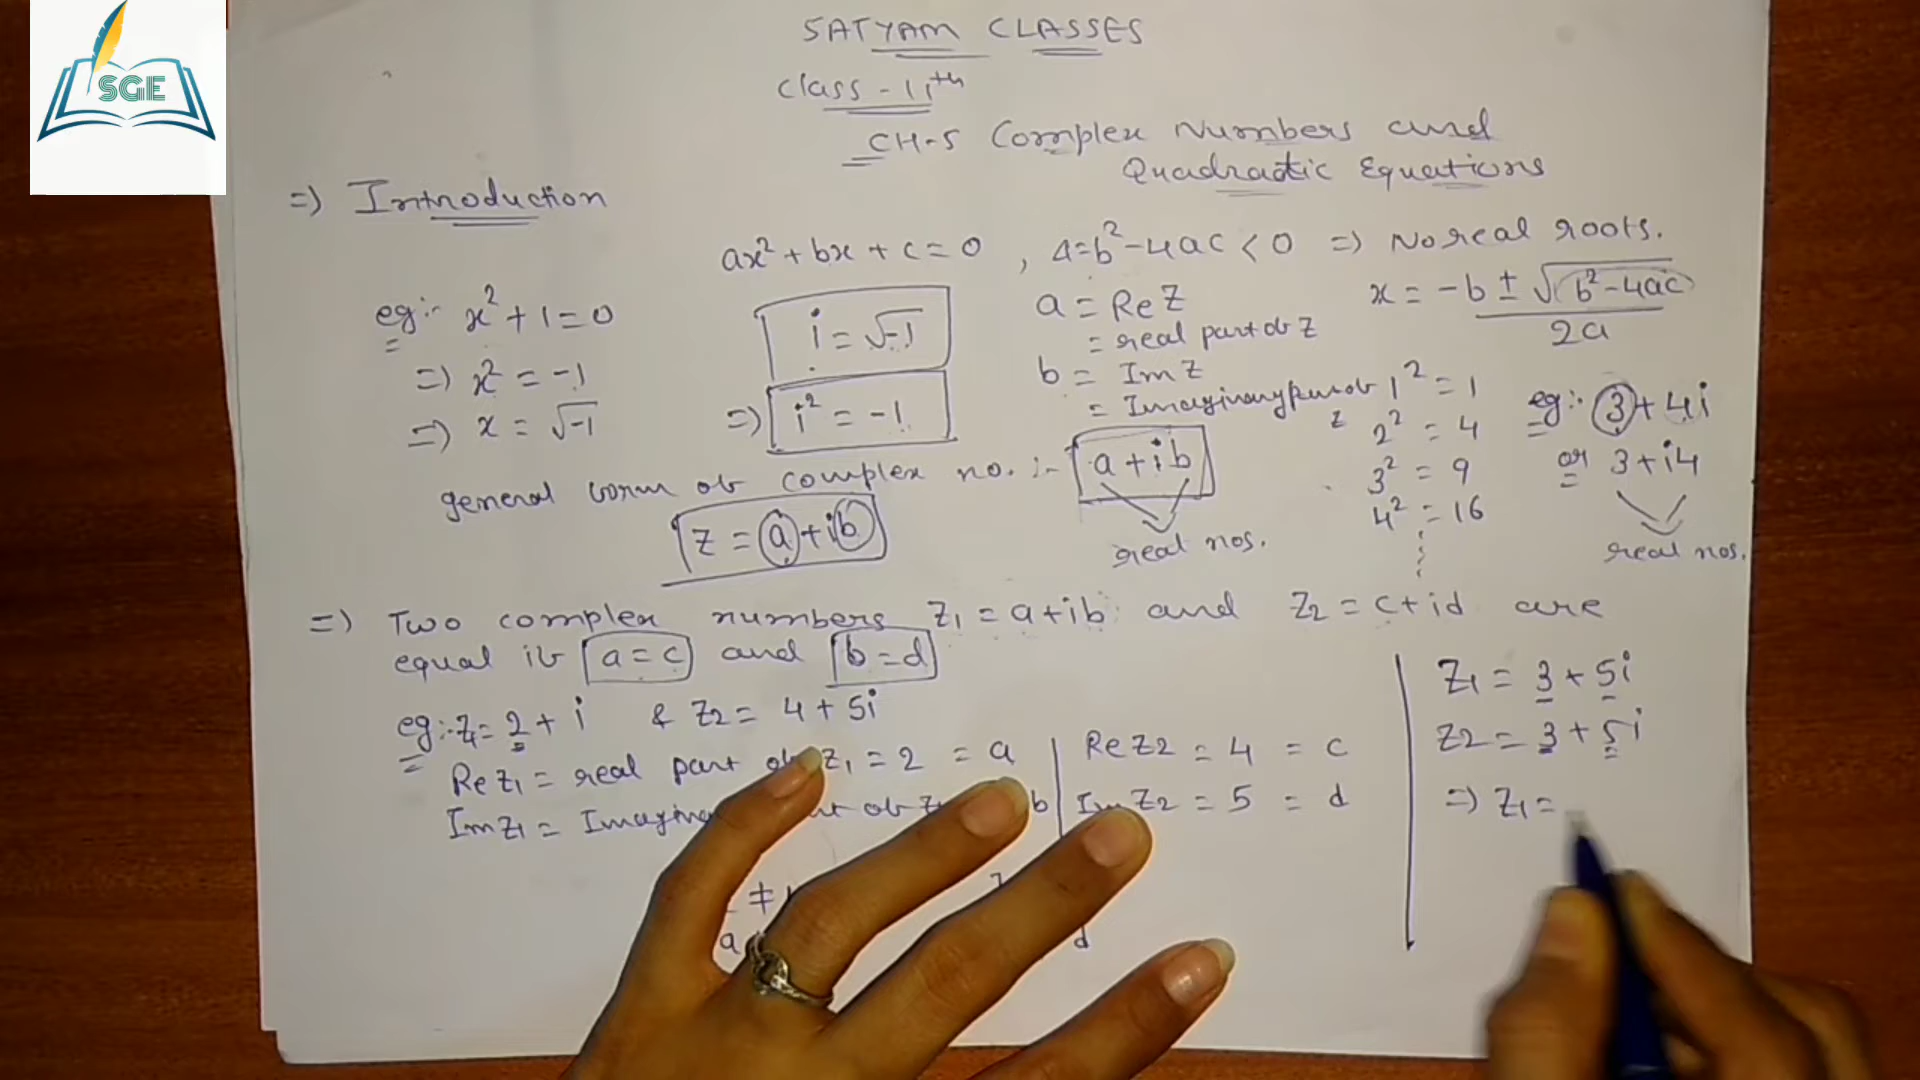 SGE
SATYAM CLASSES
Class - 11th
CH-5 Complex Numbers and
Quadratic Equations
=> Introduction
ax² + bx + c = 0 , Δ=b²-4ac < 0 => No real roots.
eg:- x² + 1 = 0
=> x² = -1
=> x = √-1
i = √-1
=> i² = -1
a = Re Z
= real part of Z
b = Im Z
= Imaginary part of
Z
x = -b ± √(b²-4ac)
2a
1² = 1
2² = 4
3² = 9
4² = 16
eg:- 3+4i
or 3+i4
real nos.
general form of complex no. :- a+ib
real nos.
z = a+ib
=> Two complex numbers Z₁ = a+ib and Z₂ = c+id are
equal if a=c and b=d
eg:- z₁= 2 + i & Z₂ = 4 + 5i
Re z₁ = real part of z₁ = 2 = a
Im z₁ = b
Re Z₂ = 4 = c
Im Z₂ = 5 = d
≠
a
d
Z₁ = 3 + 5i
Z₂ = 3 + 5i
=> Z₁ =